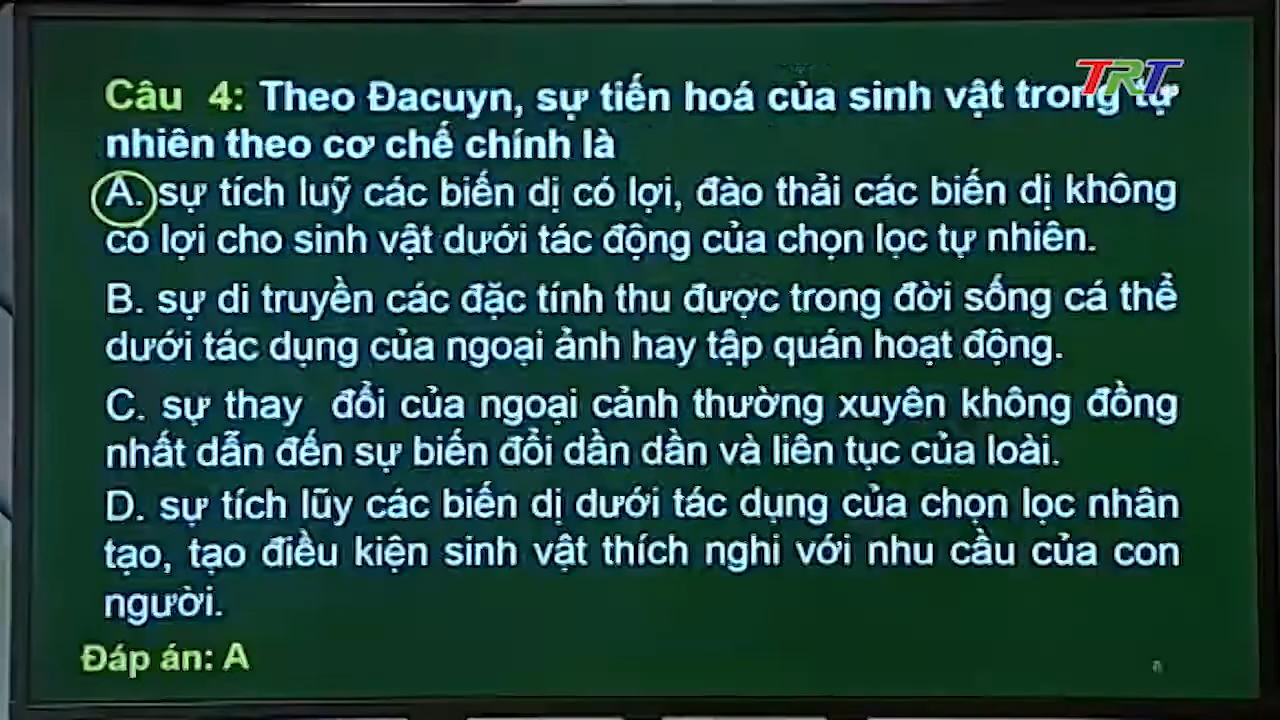 TRT
Câu 4: Theo Đacuyn, sự tiến hoá của sinh vật trong tự
nhiên theo cơ chế chính là
A. sự tích luỹ các biến dị có lợi, đào thải các biến dị không
có lợi cho sinh vật dưới tác động của chọn lọc tự nhiên.
B. sự di truyền các đặc tính thu được trong đời sống cá thể
dưới tác dụng của ngoại ảnh hay tập quán hoạt động.
C. sự thay đổi của ngoại cảnh thường xuyên không đồng
nhất dẫn đến sự biến đổi dần dần và liên tục của loài.
D. sự tích lũy các biến dị dưới tác dụng của chọn lọc nhân
tạo, tạo điều kiện sinh vật thích nghi với nhu cầu của con
người.
Đáp án: A